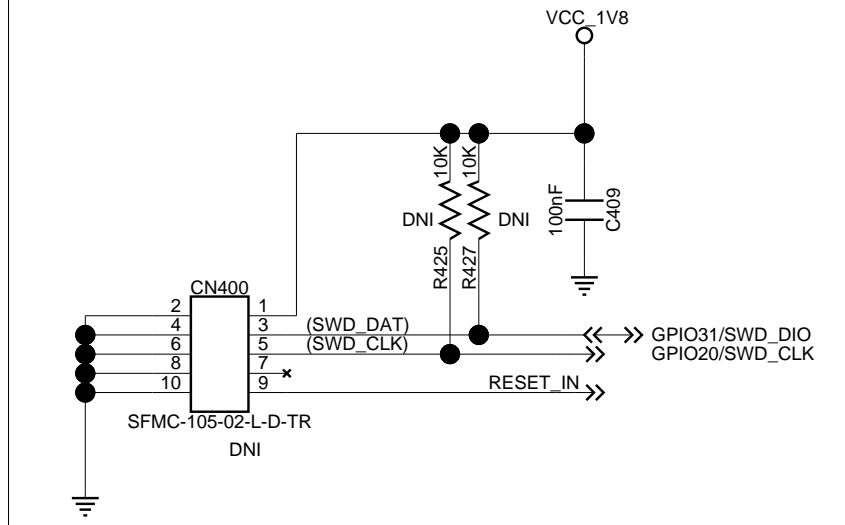 VCC_1V8
10K
10K
DNI
DNI
100nF
C409
R425
R427
CN400
2
1
4
3
(SWD_DAT)
GPIO31/SWD_DIO
6
5
(SWD_CLK)
GPIO20/SWD_CLK
8
7
10
9
RESET_IN
SFMC-105-02-L-D-TR
DNI